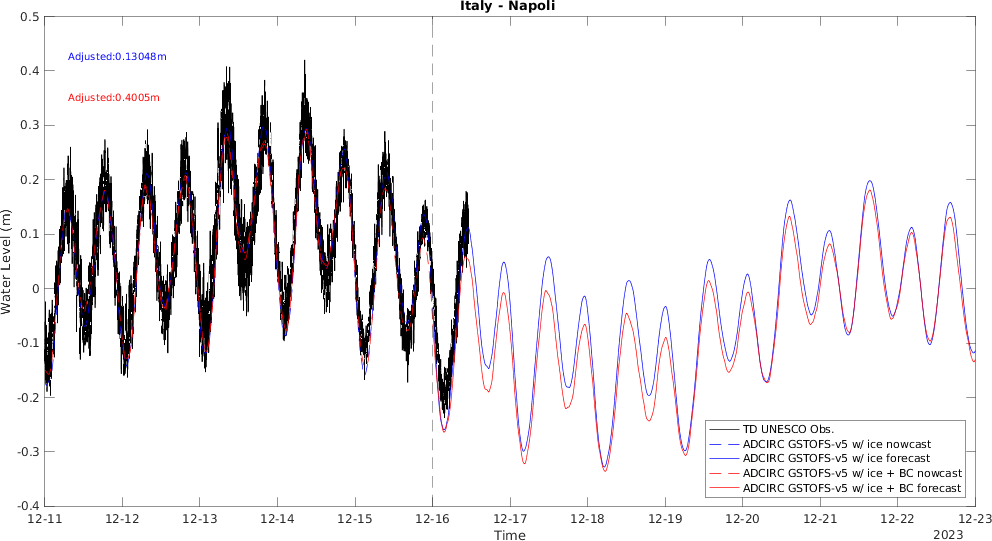 Italy - Napoli
0.5
0.4
0.3
0.2
0.1
0
-0.1
-0.2
-0.3
-0.4
Water Level (m)
Adjusted:0.13048m
Adjusted:0.4005m
TD UNESCO Obs.
ADCIRC GSTOFS-v5 w/ ice nowcast
ADCIRC GSTOFS-v5 w/ ice forecast
ADCIRC GSTOFS-v5 w/ ice + BC nowcast
ADCIRC GSTOFS-v5 w/ ice + BC forecast
12-11 12-12 12-13 12-14 12-15 12-16 12-17 12-18 12-19 12-20 12-21 12-22 12-23
Time
2023